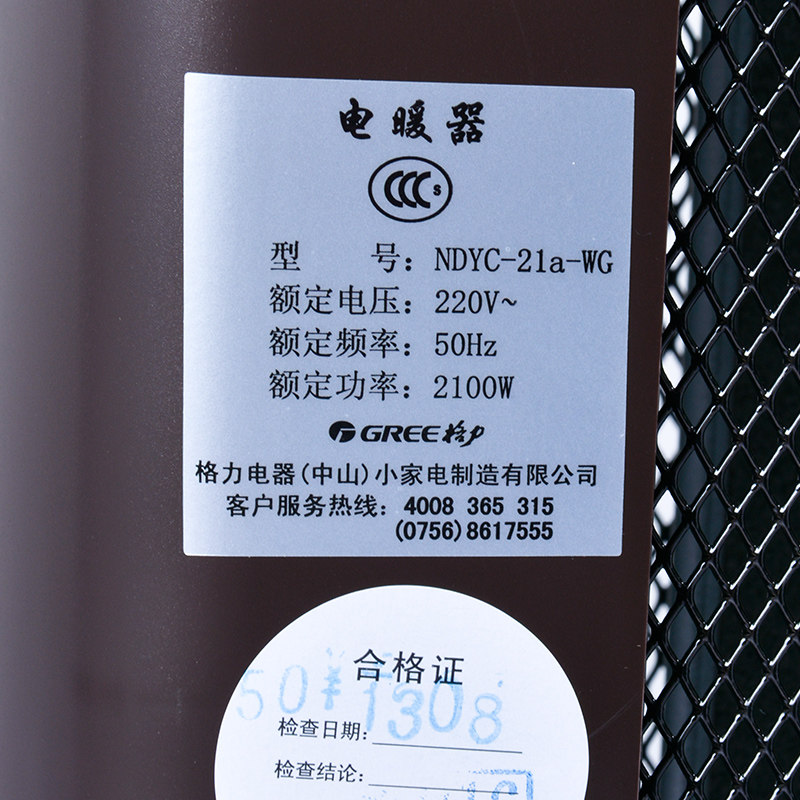 电暖器
CCC S
型 号：NDYC-21a-WG
额定电压：220V~
额定频率：50Hz
额定功率：2100W
GREE格力
格力电器(中山)小家电制造有限公司
客户服务热线：4008 365 315
(0756)8617555
合格证
1308
检查日期：
检查结论：